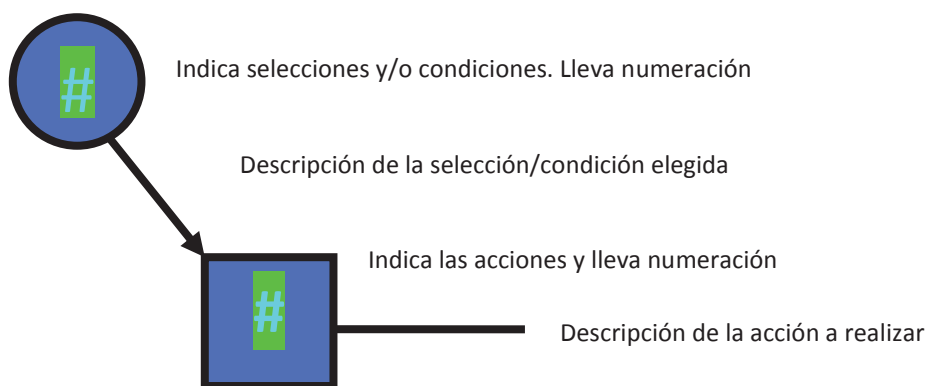 #
Indica selecciones y/o condiciones. Lleva numeración
Descripción de la selección/condición elegida
Indica las acciones y lleva numeración
#
Descripción de la acción a realizar